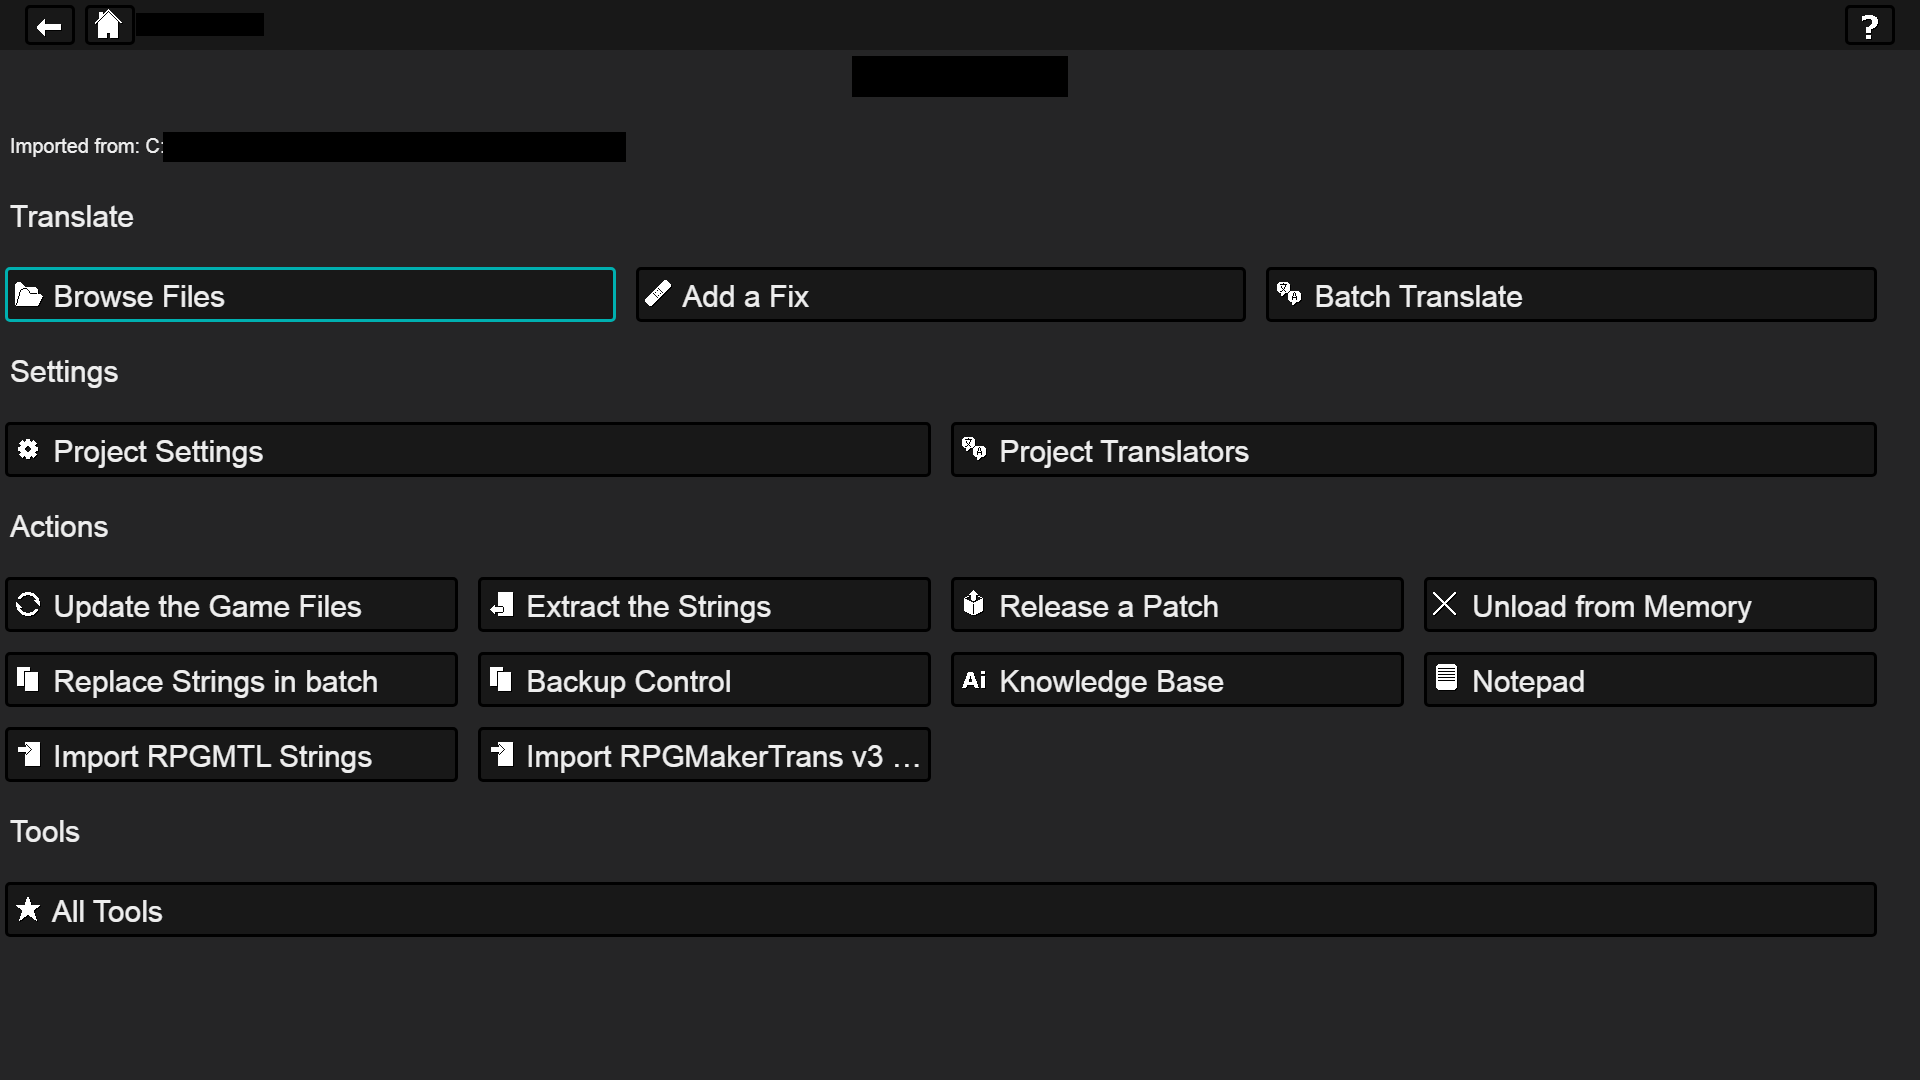 ?
Imported from: C:
Translate
Browse Files
Add a Fix
Batch Translate
Settings
Project Settings
Project Translators
Actions
Update the Game Files
Extract the Strings
Release a Patch
Unload from Memory
Replace Strings in batch
Backup Control
Ai Knowledge Base
Notepad
Import RPGMTL Strings
Import RPGMakerTrans v3 ...
Tools
All Tools